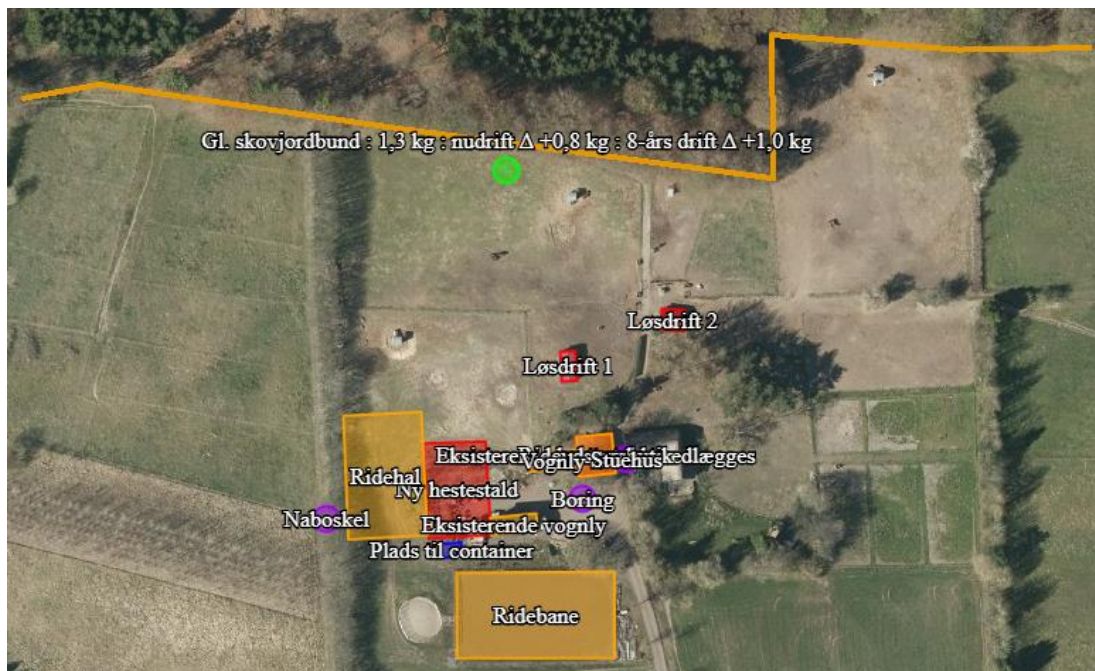 Gl. skovjordbund : 1,3 kg : nudrift Δ +0,8 kg : 8-års drift Δ +1,0 kg
Løsdrift 2
Løsdrift 1
Vognly Stuehus
Ridehal
Ny hestestald
Boring
Naboskel
Eksisterende vognly
Plads til container
Ridebane